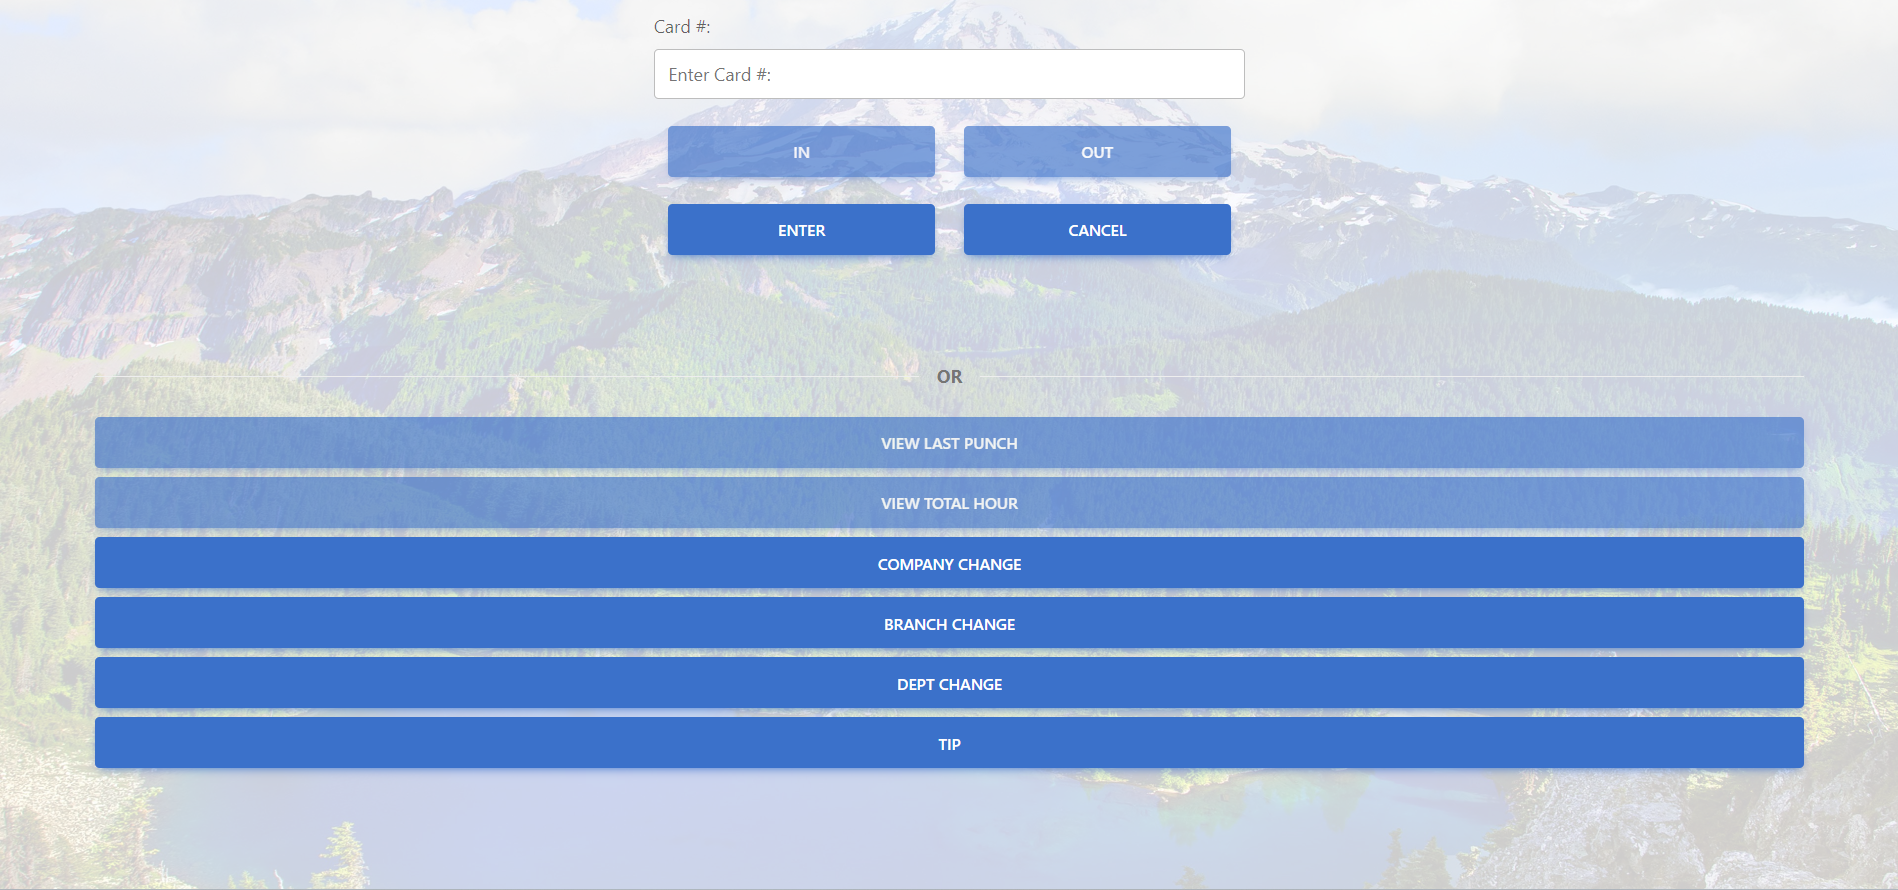 Card #:
Enter Card #:
IN
OUT
ENTER
CANCEL
OR
VIEW LAST PUNCH
VIEW TOTAL HOUR
COMPANY CHANGE
BRANCH CHANGE
DEPT CHANGE
TIP